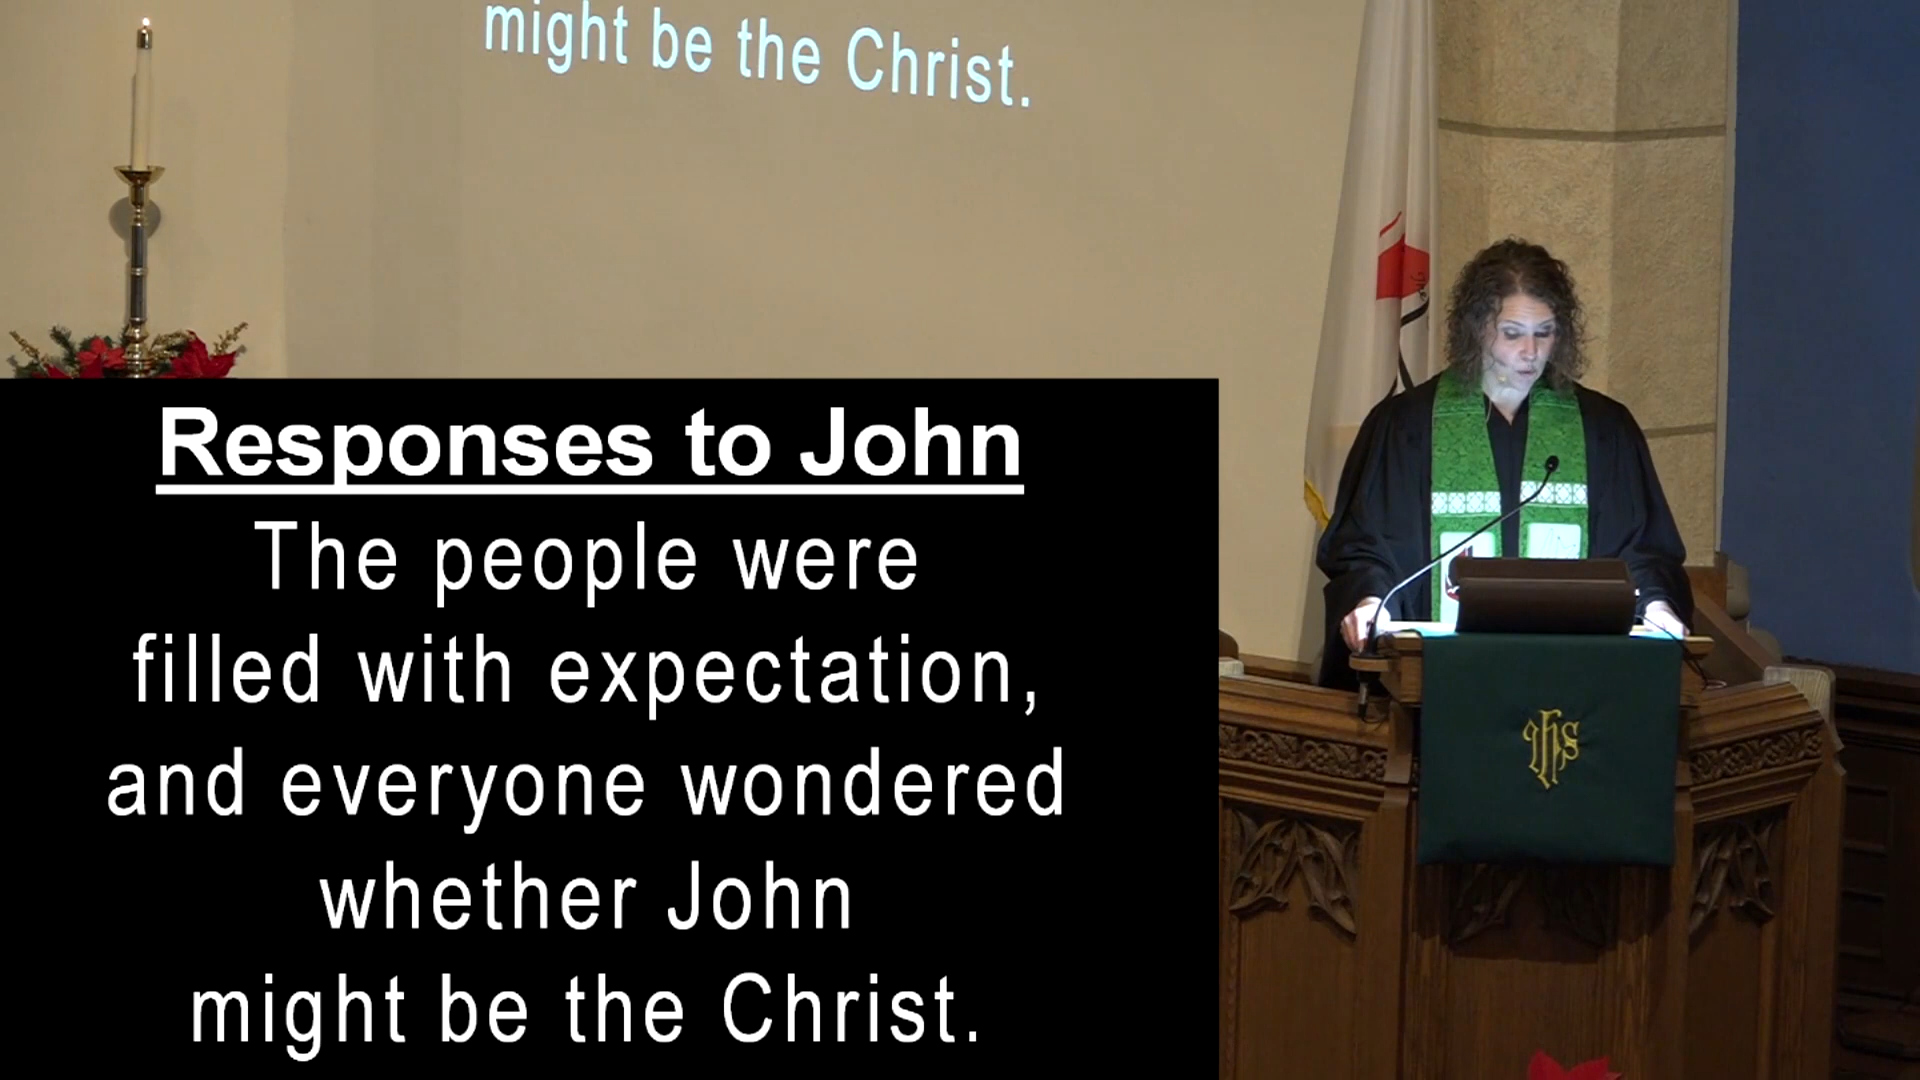 might be the Christ.
Responses to John
The people were
filled with expectation,
and everyone wondered
whether John
might be the Christ.
IHS